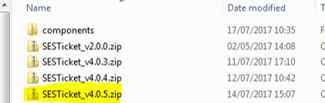 Name Date modified
components 17/07/2017 10:35
SESTicket_v2.0.0.zip 02/05/2017 14:08
SESTicket_v4.0.3.zip 11/07/2017 17:10
SESTicket_v4.0.4.zip 12/07/2017 10:42
SESTicket_v4.0.5.zip 14/07/2017 15:07